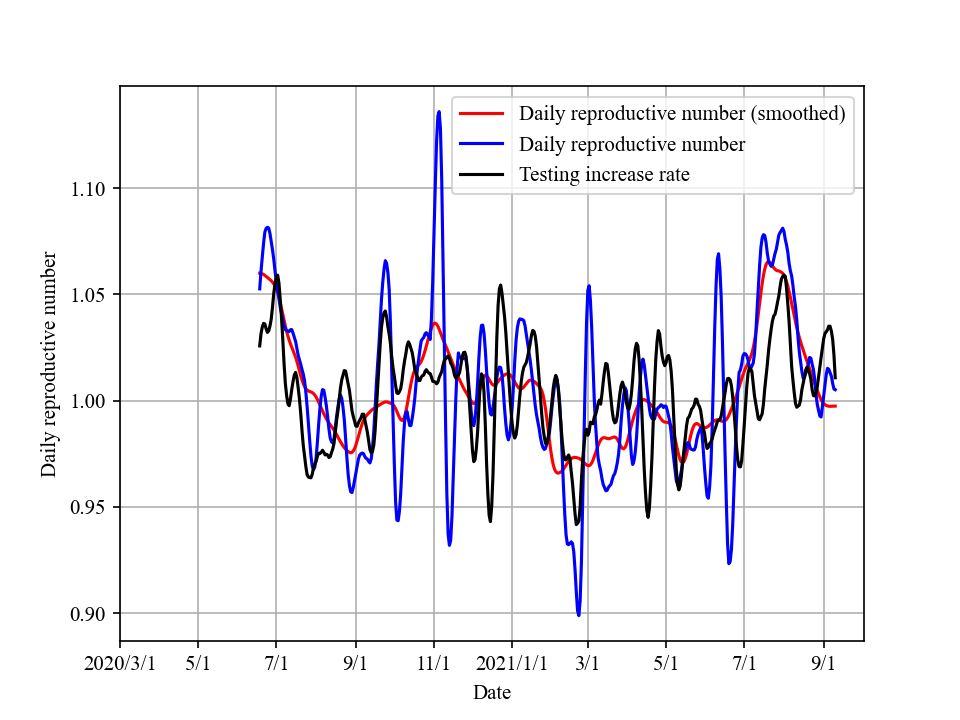 Daily reproductive number (smoothed)
Daily reproductive number
Testing increase rate
Daily reproductive number
1.10
1.05
1.00
0.95
0.90
2020/3/1 5/1 7/1 9/1 11/1 2021/1/1 3/1 5/1 7/1 9/1
Date